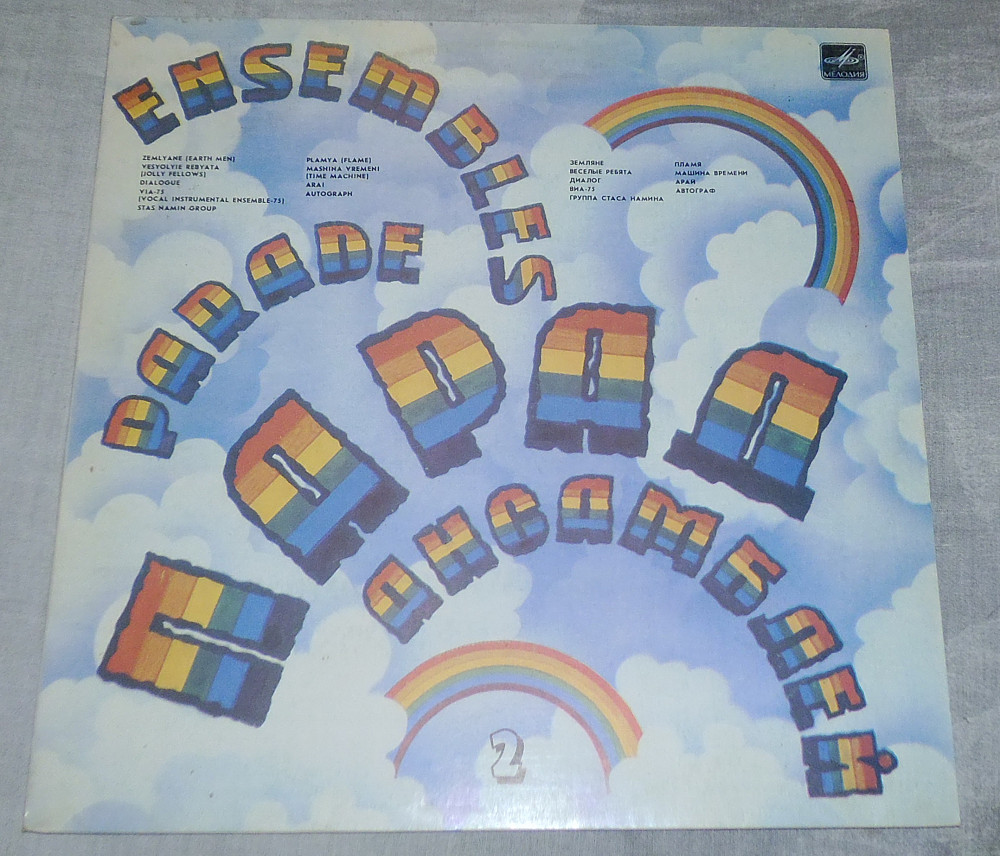 ENSEMBLES
МЕЛОДИЯ
ZEMLYANE (EARTH MEN)
VESYOLYIE REBYATA
(JOLLY FELLOWS)
DIALOGUE
VIA-75
(VOCAL INSTRUMENTAL ENSEMBLE-75)
STAS NAMIN GROUP
PLAMYA (FLAME)
MASHINA VREMENI
(TIME MACHINE)
ARAI
AUTOGRAPH
ЗЕМЛЯНЕ
ВЕСЕЛЫЕ РЕБЯТА
ДИАЛОГ
ВИА-75
ГРУППА СТАСА НАМИНА
ПЛАМЯ
МАШИНА ВРЕМЕНИ
АРАЙ
АВТОГРАФ
PARADE
ПАРАД
АНСАМБЛЕЙ
2